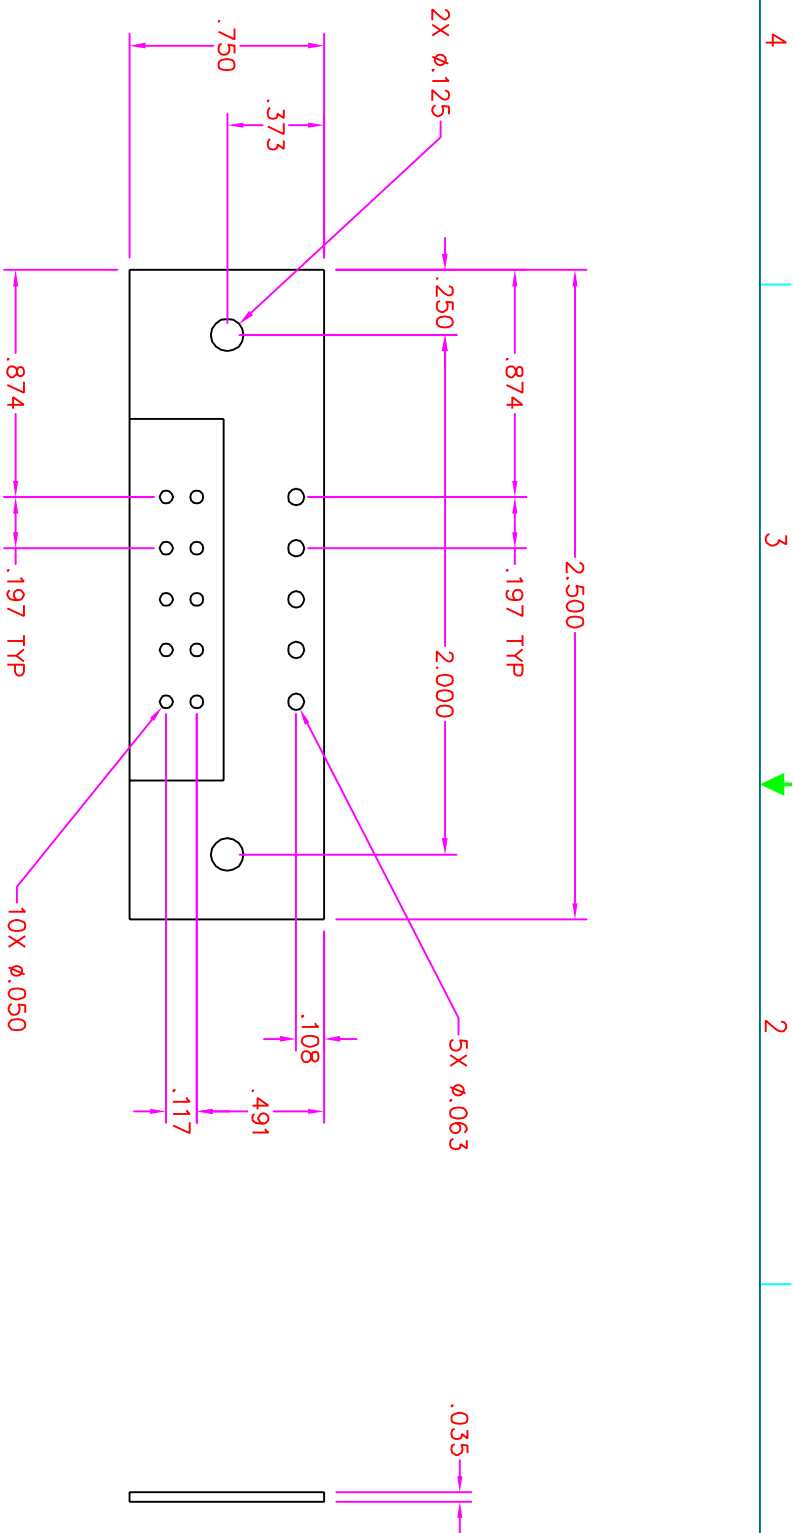 4
3
2
2.500
.874
.197 TYP
.250
2.000
2X ø.125
.373
.750
5X ø.063
.108
.491
.117
.874
.197 TYP
10X ø.050
.035